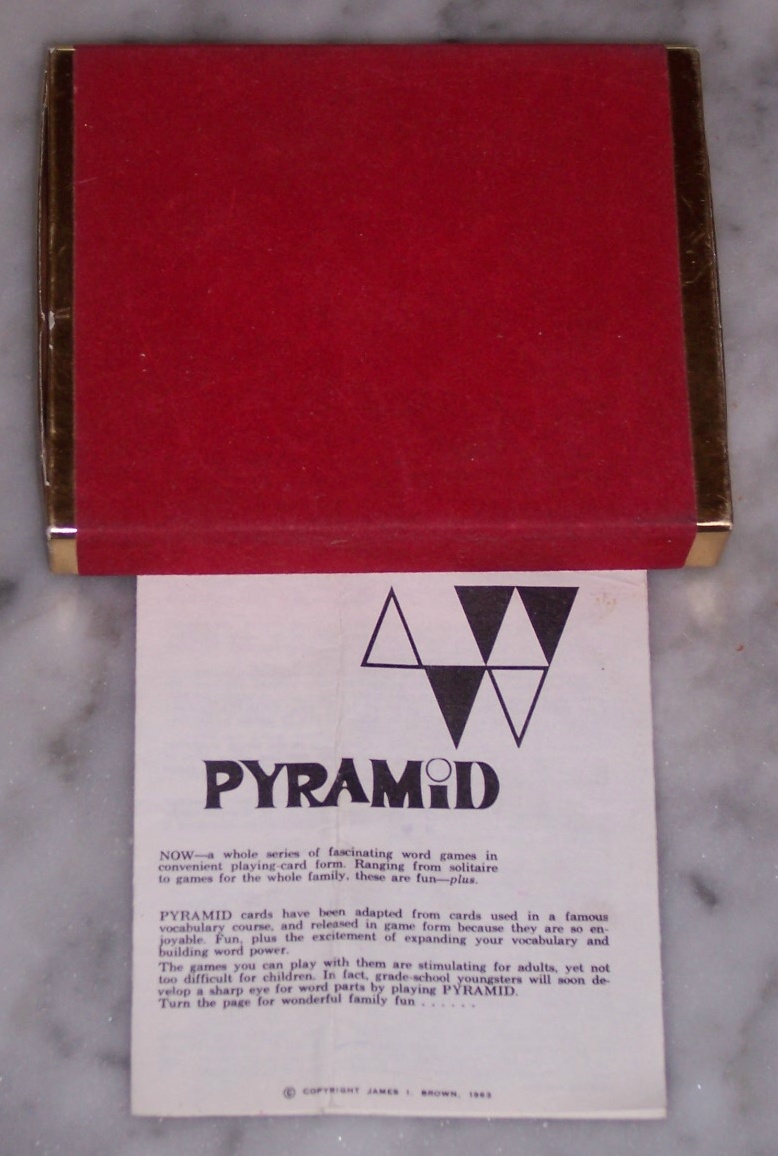 PYRAMiD
NOW—a whole series of fascinating word games in
convenient playing-card form. Ranging from solitaire
to games for the whole family, these are fun—plus.
PYRAMID cards have been adapted from cards used in a famous
vocabulary course, and released in game form because they are so en-
joyable. Fun, plus the excitement of expanding your vocabulary and
building word power.
The games you can play with them are stimulating for adults, yet not
too difficult for children. In fact, grade-school youngsters will soon de-
velop a sharp eye for word parts by playing PYRAMID.
Turn the page for wonderful family fun . . . . . .
© COPYRIGHT JAMES I. BROWN, 1963